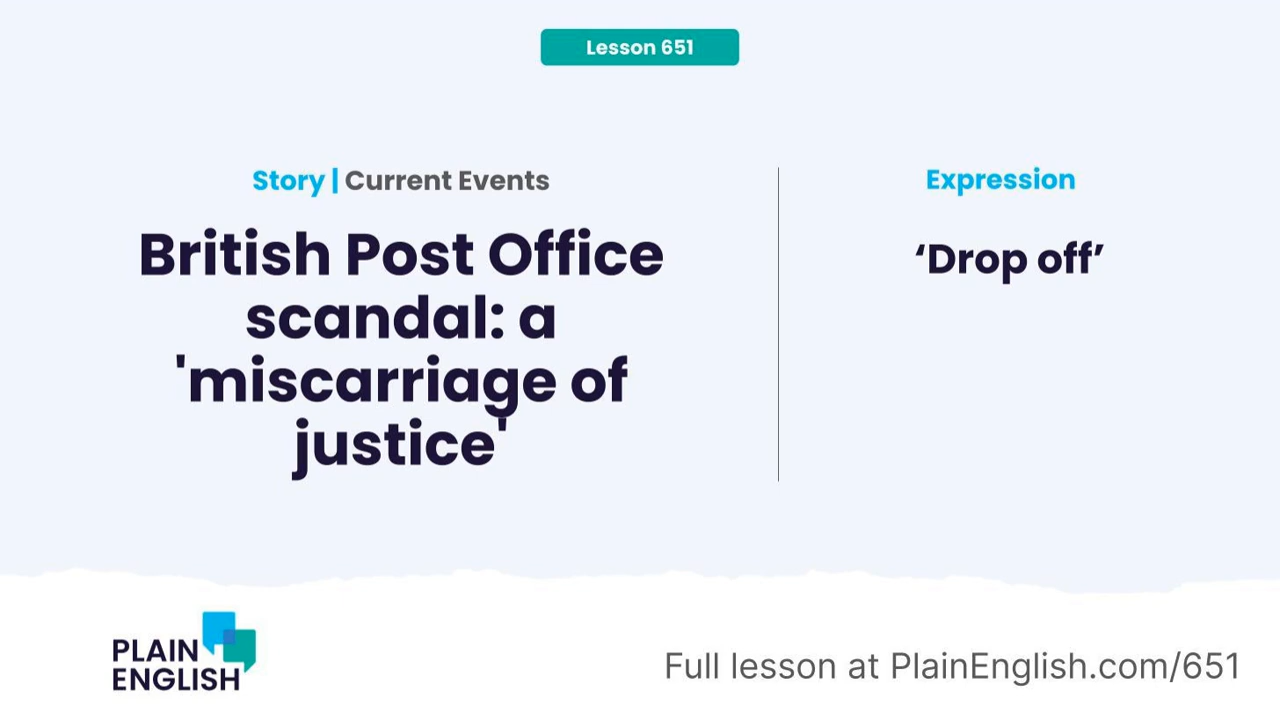 Lesson 651
Story | Current Events
British Post Office
scandal: a
'miscarriage of
justice'
Expression
‘Drop off’
PLAIN
ENGLISH
Full lesson at PlainEnglish.com/651